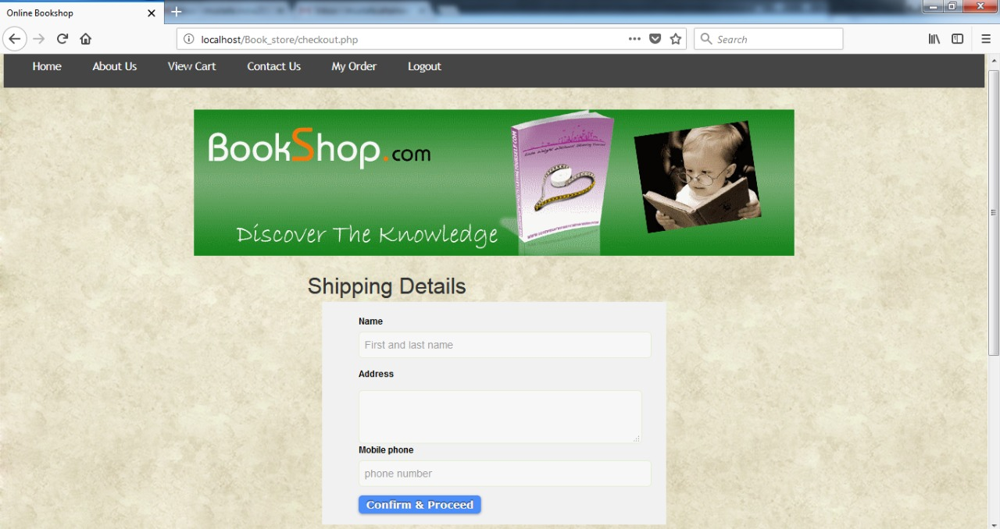 Online Bookshop
localhost/Book_store/checkout.php
Search
Home About Us View Cart Contact Us My Order Logout
BookShop.com
Discover The Knowledge
Shipping Details
Name
First and last name
Address
Mobile phone
phone number
Confirm & Proceed